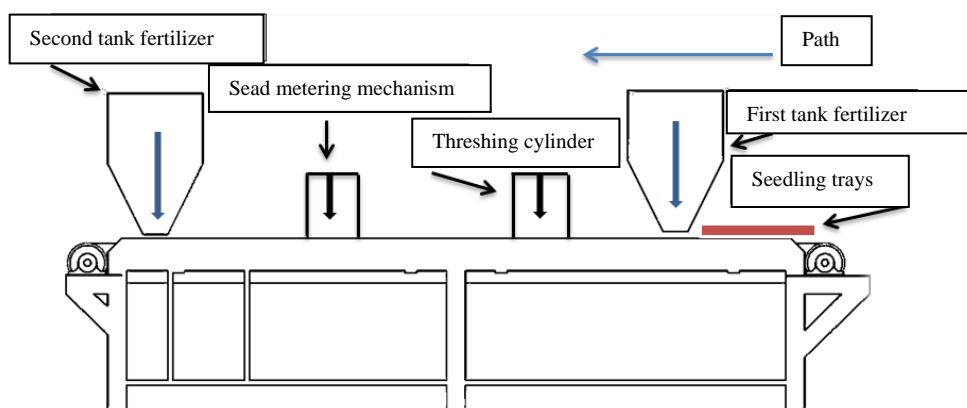 Second tank fertilizer
Path
Sead metering mechanism
First tank fertilizer
Threshing cylinder
Seedling trays